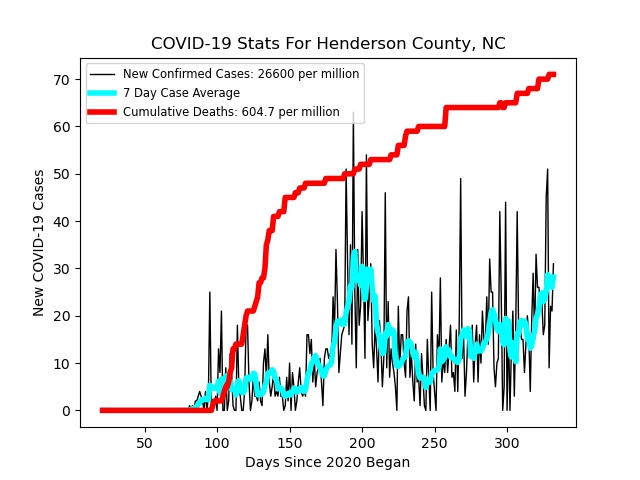 COVID-19 Stats For Henderson County, NC
New Confirmed Cases: 26600 per million
7 Day Case Average
Cumulative Deaths: 604.7 per million
New COVID-19 Cases
70
60
50
40
30
20
10
0
50 100 150 200 250 300
Days Since 2020 Began